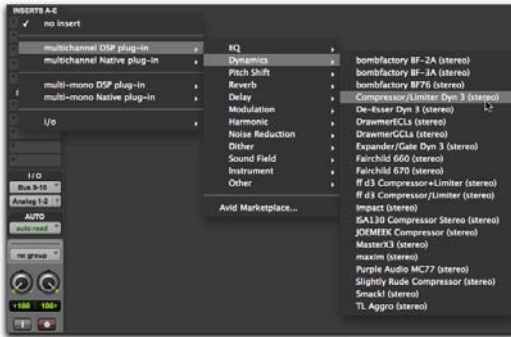 INSERTS A-E
✓ no insert
multichannel DSP plug-in
multichannel Native plug-in
multi-mono DSP plug-in
multi-mono Native plug-in
i/o
EQ
Dynamics
Pitch Shift
Reverb
Delay
Modulation
Harmonic
Noise Reduction
Dither
Sound Field
Instrument
Other
Avid Marketplace...
bombfactory BF-2A (stereo)
bombfactory BF-3A (stereo)
bombfactory BF76 (stereo)
Compressor/Limiter Dyn 3 (stereo)
De-Esser Dyn 3 (stereo)
DrawmerECLs (stereo)
DrawmerGCLs (stereo)
Expander/Gate Dyn 3 (stereo)
Fairchild 660 (stereo)
Fairchild 670 (stereo)
ff d3 Compressor+Limiter (stereo)
ff d3 Compressor/Limiter (stereo)
Impact (stereo)
ISA130 Compressor Stereo (stereo)
JOEMEEK Compressor (stereo)
MasterX3 (stereo)
maxim (stereo)
Purple Audio MC77 (stereo)
Slightly Rude Compressor (stereo)
Smack! (stereo)
TL Aggro (stereo)
I/O
Bus 9-10
Analog 1-2
AUTO
auto read
no group
+100 100+
I